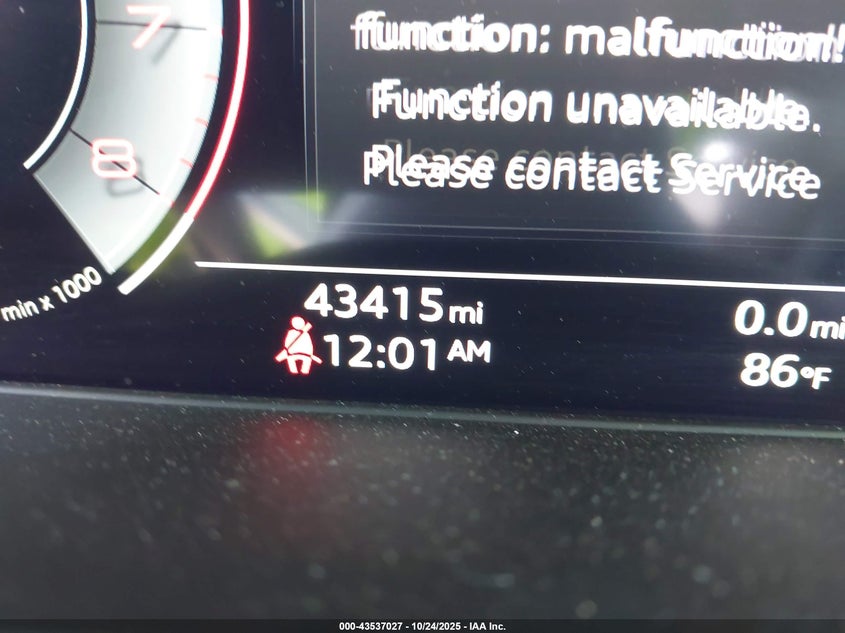 7
function: malfunction!
Function unavailable.
8
Please contact Service
min x 1000
43415 mi 0.0 mi
12:01 AM 86°F
000-43537027 - 10/24/2025 - IAA Inc.